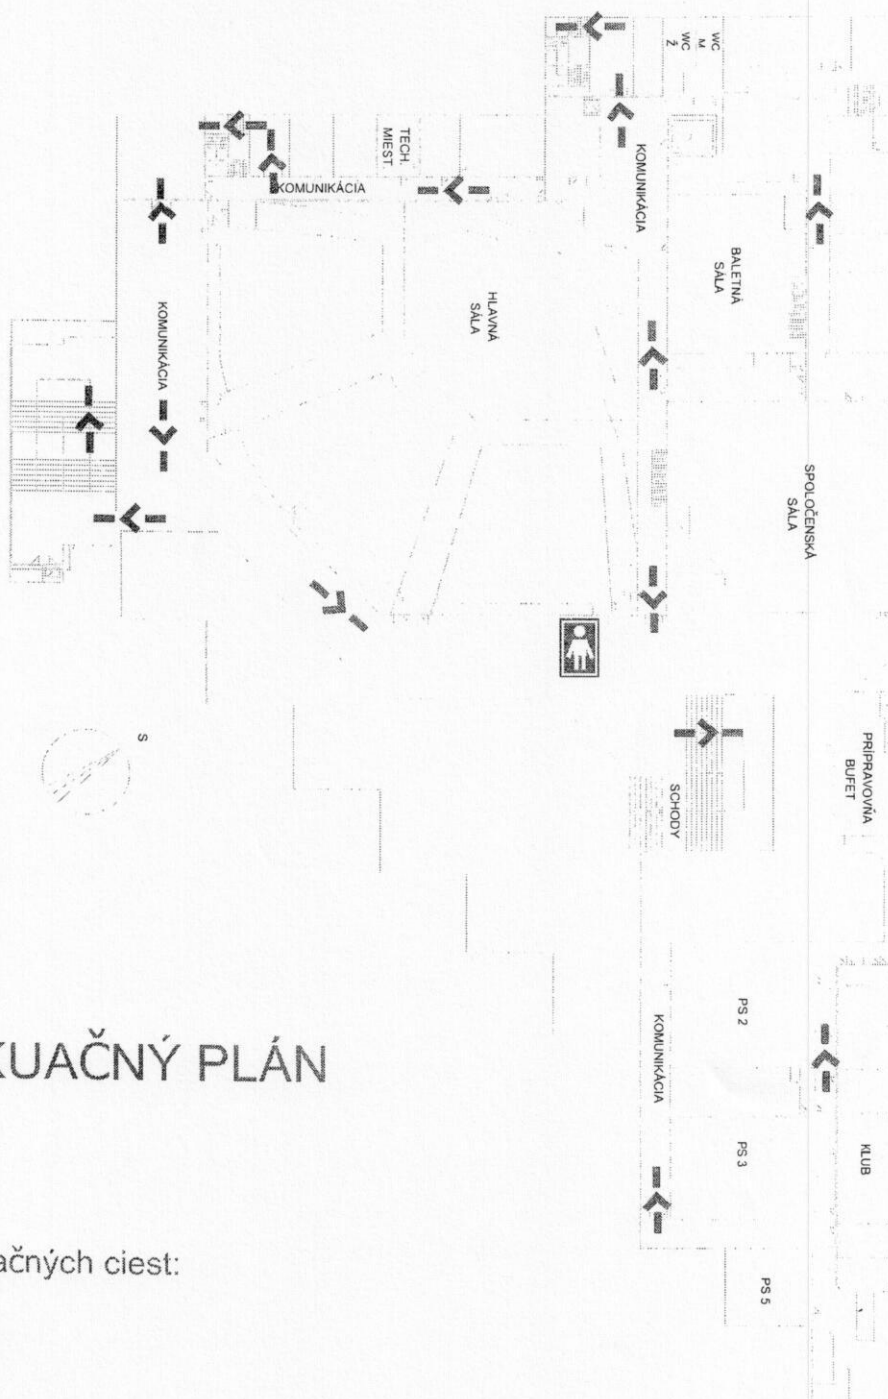 WC
M
WC
Ž
TECH.
MIEST.
KOMUNIKÁCIA
KOMUNIKÁCIA
BALETNÁ
SÁLA
HLAVNÁ
SÁLA
KOMUNIKÁCIA
SPOLOČENSKÁ
SÁLA
S
PRÍPRAVOVŇA
BUFET
SCHODY
PS 2
KOMUNIKÁCIA
PS 3
KLUB
PS 5
KUAČNÝ PLÁN
ačných ciest: